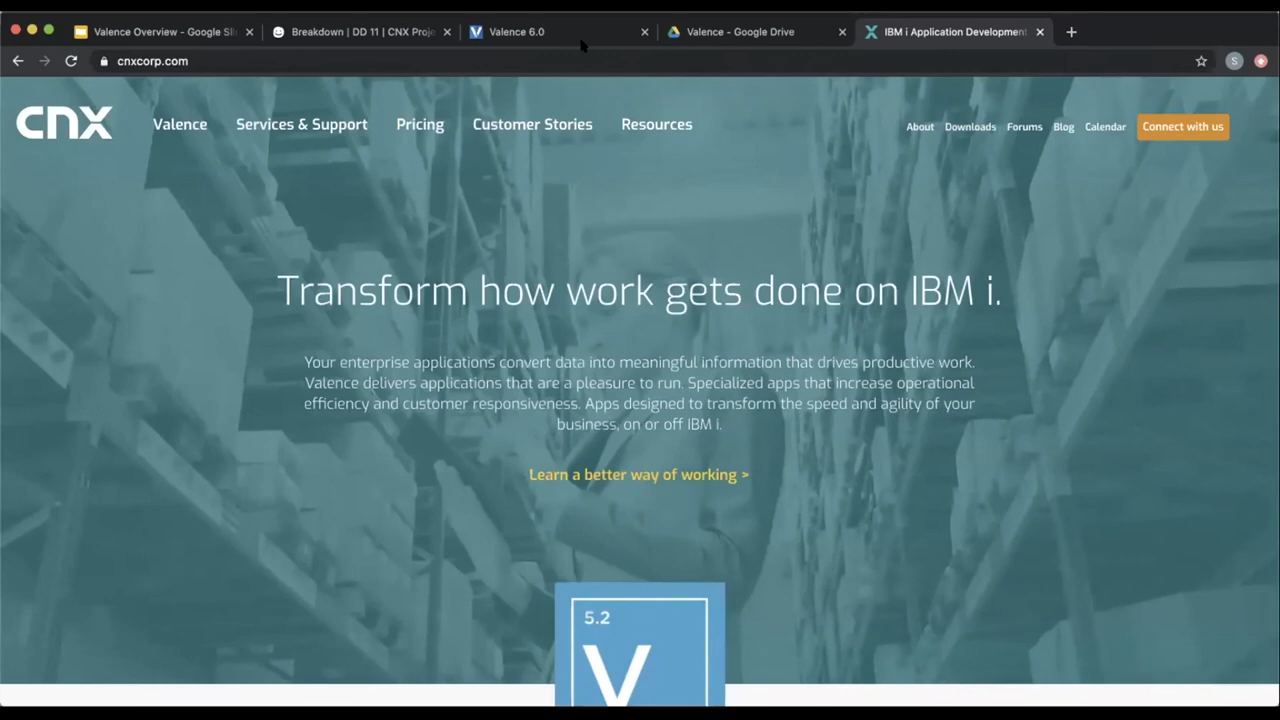 Valence Overview - Google Sli
Breakdown | DD 11 | CNX Proje
Valence 6.0
Valence - Google Drive
IBM i Application Development
cnxcorp.com
S
cnx
Valence
Services & Support
Pricing
Customer Stories
Resources
About
Downloads
Forums
Blog
Calendar
Connect with us
Transform how work gets done on IBM i.
Your enterprise applications convert data into meaningful information that drives productive work.
Valence delivers applications that are a pleasure to run. Specialized apps that increase operational
efficiency and customer responsiveness. Apps designed to transform the speed and agility of your
business, on or off IBM i.
Learn a better way of working >
5.2
V